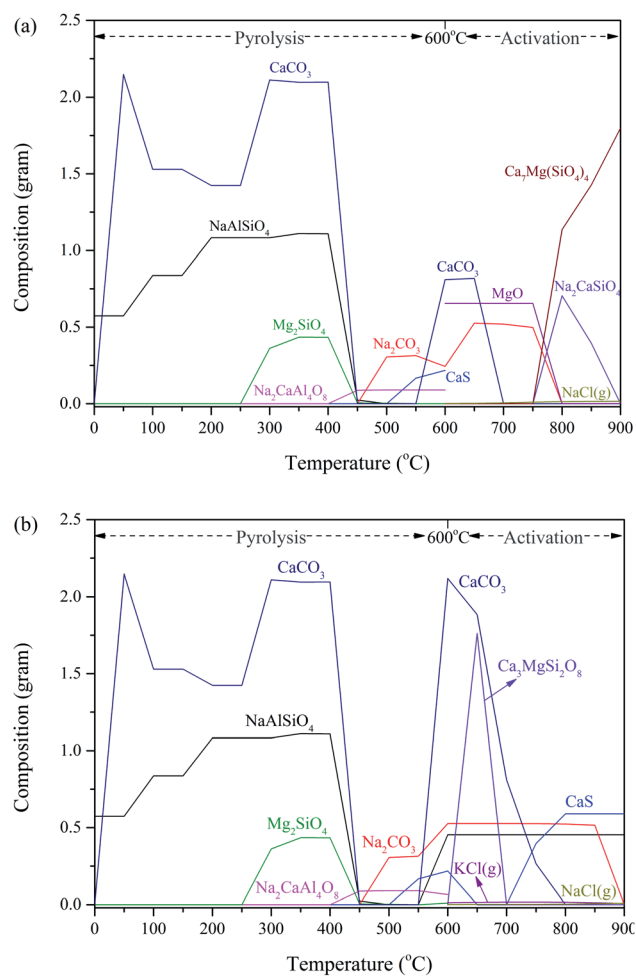 (a)
2.5
Pyrolysis
600°C
Activation
CaCO₃
2.0
Ca₇Mg(SiO₄)₄
1.5
NaAlSiO₄
CaCO₃
Na₂CaSiO₄
1.0
MgO
Mg₂SiO₄
Na₂CO₃
0.5
CaS
Na₂CaAl₄O₈
NaCl(g)
0.0
0 100 200 300 400 500 600 700 800 900
Composition (gram)
Temperature (°C)
(b)
2.5
Pyrolysis
600°C
Activation
CaCO₃
CaCO₃
2.0
Ca₃MgSi₂O₈
1.5
NaAlSiO₄
1.0
CaS
Mg₂SiO₄
Na₂CO₃
0.5
KCl(g)
Na₂CaAl₄O₈
NaCl(g)
0.0
0 100 200 300 400 500 600 700 800 900
Composition (gram)
Temperature (°C)